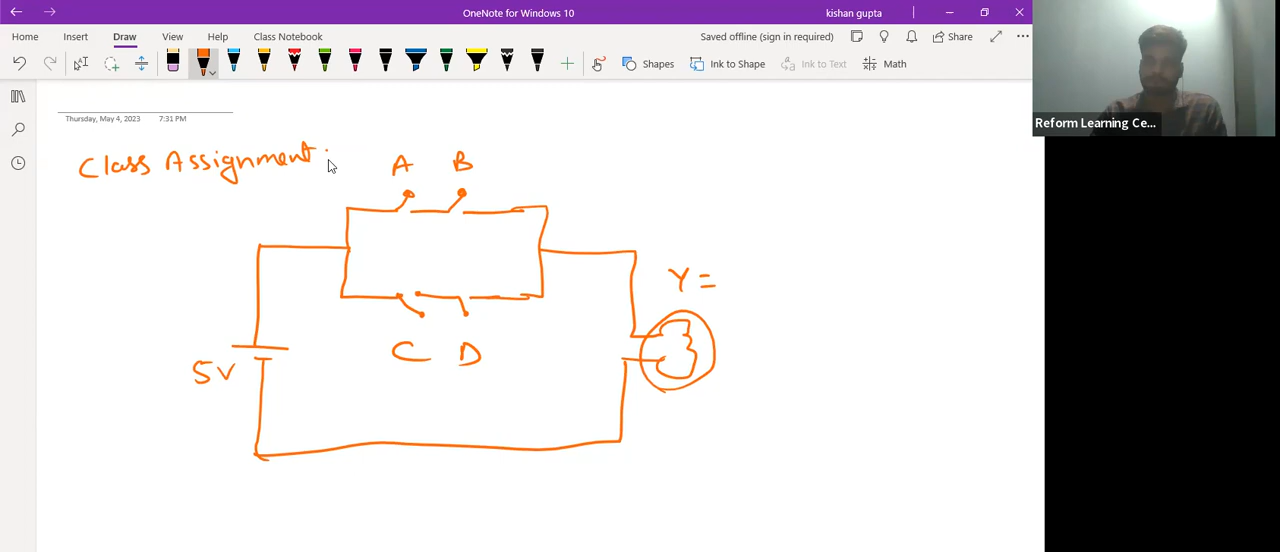 OneNote for Windows 10
kishan gupta
Home Insert Draw View Help Class Notebook
Saved offline (sign in required)
Share
Shapes
Ink to Shape
Ink to Text
Math
Reform Learning Ce...
Thursday, May 4, 2023 7:31 PM
Class Assignment:
A B
Y =
C D
5V